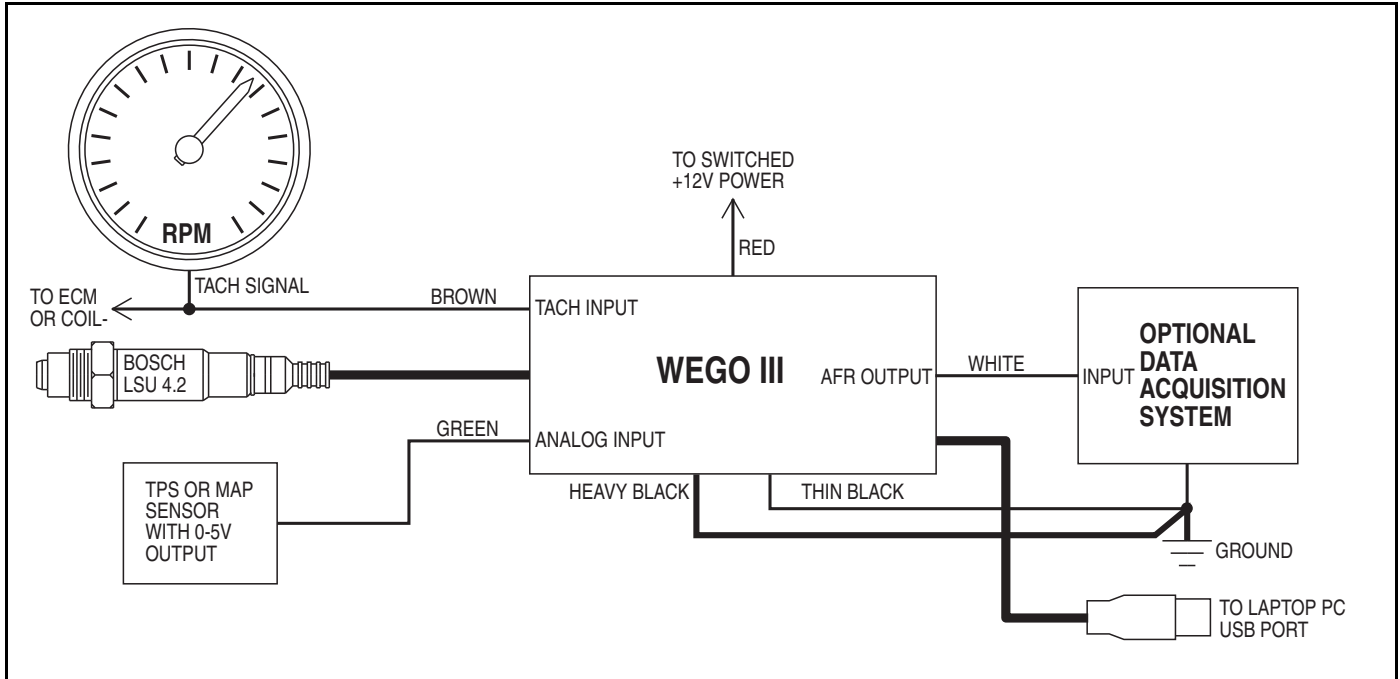 RPM
TACH SIGNAL
TO ECM
OR COIL-
BROWN
TACH INPUT
BOSCH
LSU 4.2
GREEN
ANALOG INPUT
TPS OR MAP
SENSOR
WITH 0-5V
OUTPUT
TO SWITCHED
+12V POWER
RED
WEGO III
AFR OUTPUT
WHITE
INPUT
OPTIONAL
DATA
ACQUISITION
SYSTEM
HEAVY BLACK
THIN BLACK
GROUND
TO LAPTOP PC
USB PORT